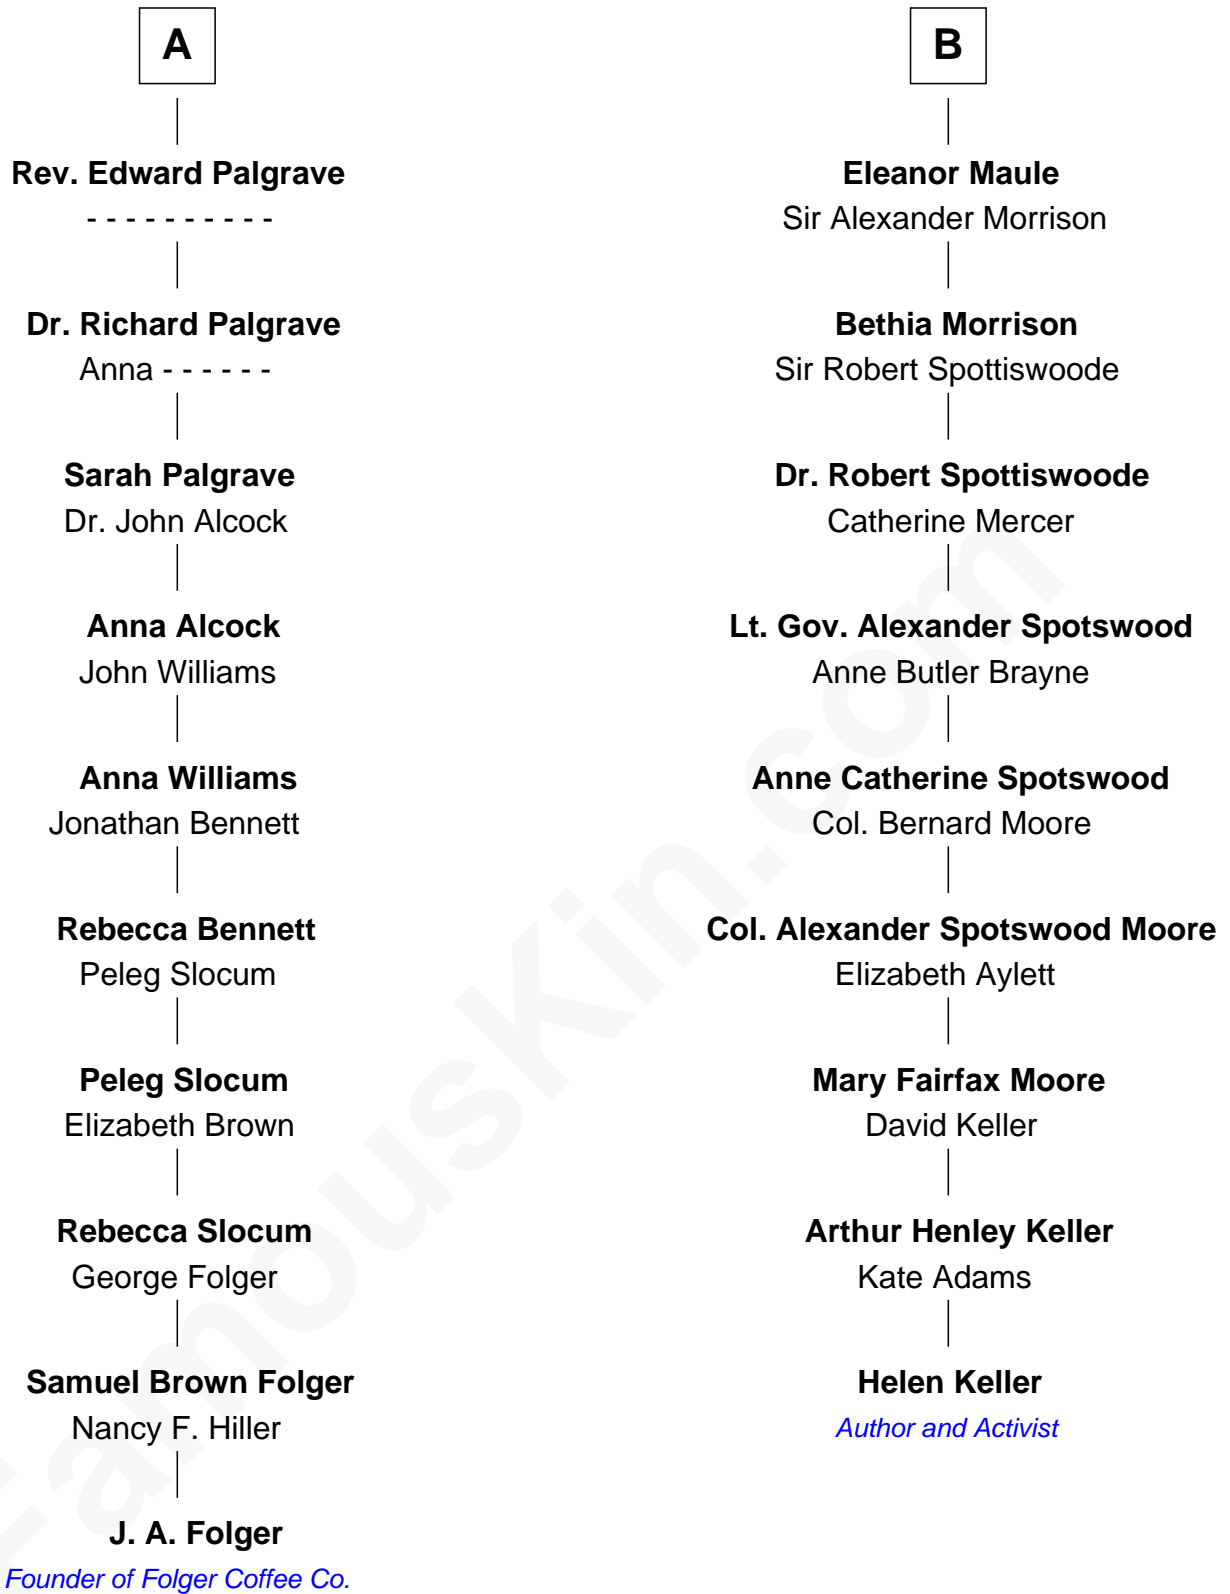 A
Rev. Edward Palgrave
- - - - - - - - - -
Dr. Richard Palgrave
Anna - - - - - -
Sarah Palgrave
Dr. John Alcock
Anna Alcock
John Williams
Anna Williams
Jonathan Bennett
Rebecca Bennett
Peleg Slocum
Peleg Slocum
Elizabeth Brown
Rebecca Slocum
George Folger
Samuel Brown Folger
Nancy F. Hiller
J. A. Folger
Founder of Folger Coffee Co.
B
Eleanor Maule
Sir Alexander Morrison
Bethia Morrison
Sir Robert Spottiswoode
Dr. Robert Spottiswoode
Catherine Mercer
Lt. Gov. Alexander Spotswood
Anne Butler Brayne
Anne Catherine Spotswood
Col. Bernard Moore
Col. Alexander Spotswood Moore
Elizabeth Aylett
Mary Fairfax Moore
David Keller
Arthur Henley Keller
Kate Adams
Helen Keller
Author and Activist
FamousKin.com